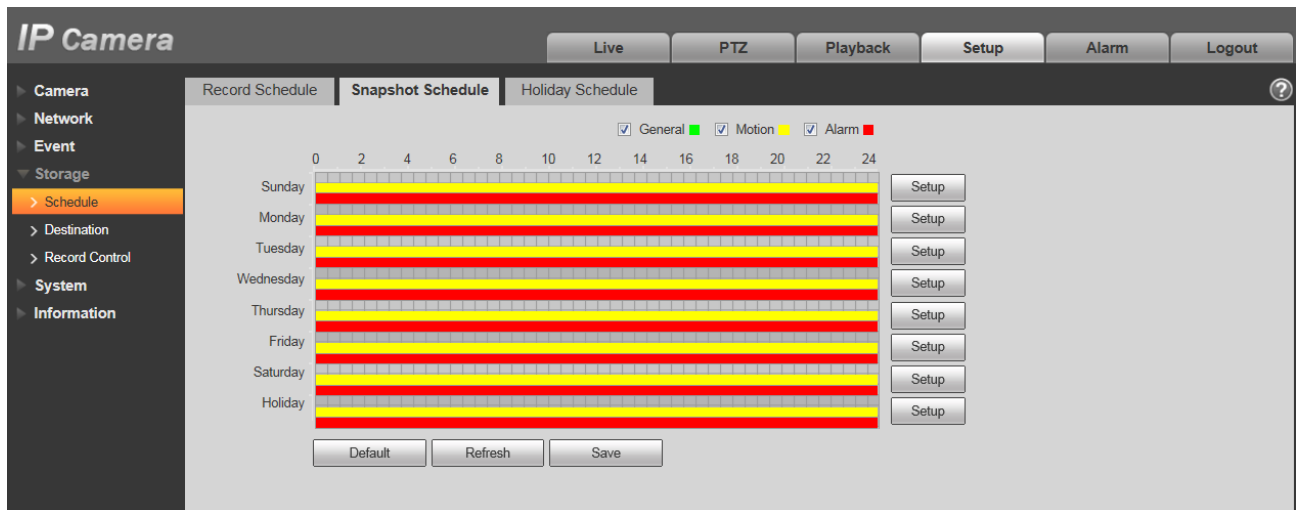 IP Camera
Live PTZ Playback Setup Alarm Logout
Camera
Network
Event
Storage
Schedule
Destination
Record Control
System
Information
Record Schedule Snapshot Schedule Holiday Schedule ?
General Motion Alarm
0 2 4 6 8 10 12 14 16 18 20 22 24
Sunday Setup
Monday Setup
Tuesday Setup
Wednesday Setup
Thursday Setup
Friday Setup
Saturday Setup
Holiday Setup
Default Refresh Save